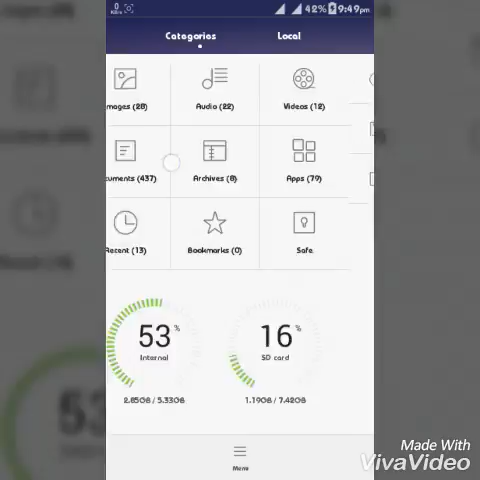 0
KB/s
42% 9:49pm
Categories Local
mages (28) Audio (22) Videos (12)
cuments (437) Archives (8) Apps (79)
Recent (13) Bookmarks (0) Safe
53 % 16 %
Internal SD card
2.85GB / 5.33GB 1.19GB / 7.42GB
Menu
Made With
VivaVideo